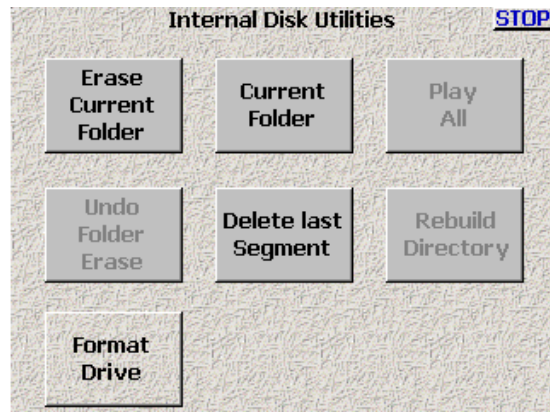 Internal Disk Utilities STOP
Erase
Current
Folder
Current
Folder
Play
All
Undo
Folder
Erase
Delete last
Segment
Rebuild
Directory
Format
Drive